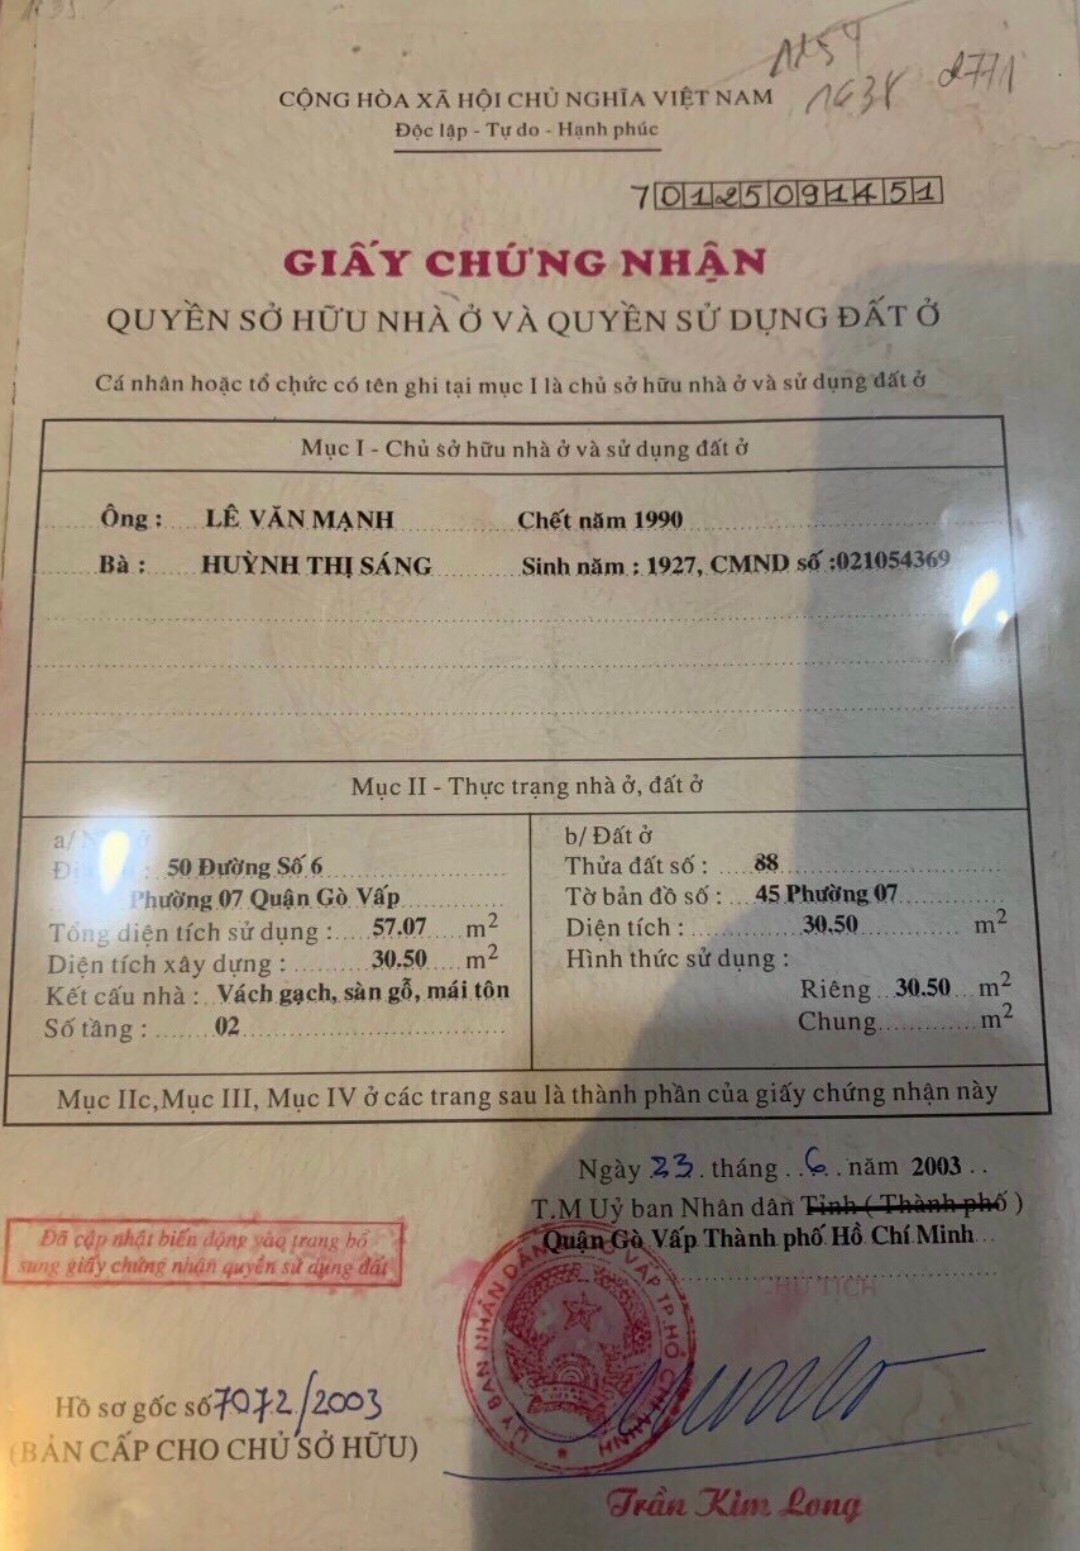 1154
1638 2771
CỘNG HÒA XÃ HỘI CHỦ NGHĨA VIỆT NAM
Độc lập - Tự do - Hạnh phúc
70125091451
GIẤY CHỨNG NHẬN
QUYỀN SỞ HỮU NHÀ Ở VÀ QUYỀN SỬ DỤNG ĐẤT Ở
Cá nhân hoặc tổ chức có tên ghi tại mục I là chủ sở hữu nhà ở và sử dụng đất ở
Mục I - Chủ sở hữu nhà ở và sử dụng đất ở
Ông : LÊ VĂN MẠNH Chết năm 1990
Bà : HUỲNH THỊ SÁNG Sinh năm : 1927, CMND số :021054369
Mục II - Thực trạng nhà ở, đất ở
a/
: 50 Đường Số 6
Phường 07 Quận Gò Vấp
Tổng diện tích sử dụng : 57.07 m2
Diện tích xây dựng : 30.50 m2
Kết cấu nhà : Vách gạch, sàn gỗ, mái tôn
Số tầng : 02
b/ Đất ở
Thửa đất số : 88
Tờ bản đồ số : 45 Phường 07
Diện tích : 30.50 m2
Hình thức sử dụng :
Riêng 30.50 m2
Chung m2
Mục IIc,Mục III, Mục IV ở các trang sau là thành phần của giấy chứng nhận này
Ngày 23 tháng 6 năm 2003
T.M Uỷ ban Nhân dân Tỉnh ( Thành phố )
Quận Gò Vấp Thành phố Hồ Chí Minh
CHỦ TỊCH
Đã cập nhật biến động vào trang bổ
sung giấy chứng nhận quyền sử dụng đất
Hồ sơ gốc số 7072/2003
(BẢN CẤP CHO CHỦ SỞ HỮU)
Trần Kim Long